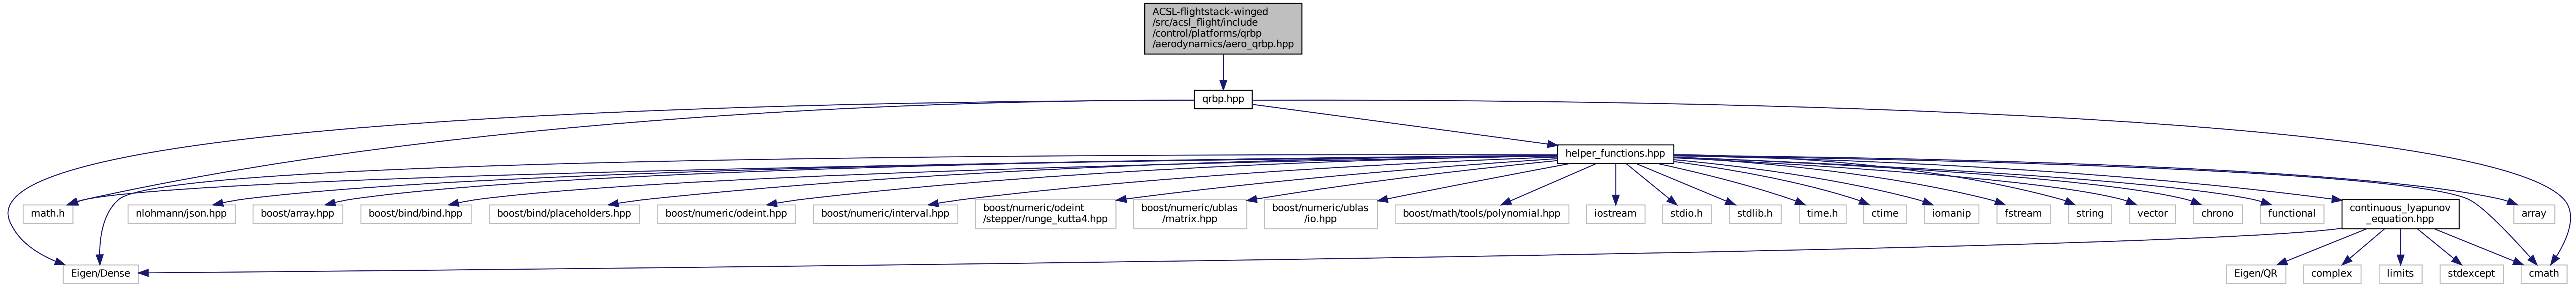 ACSL-flightstack-winged
/src/acsl_flight/include
/control/platforms/qrbp
/aerodynamics/aero_qrbp.hpp
qrbp.hpp
helper_functions.hpp
math.h
nlohmann/json.hpp
boost/array.hpp
boost/bind/bind.hpp
boost/bind/placeholders.hpp
boost/numeric/odeint.hpp
boost/numeric/interval.hpp
boost/numeric/odeint
/stepper/runge_kutta4.hpp
boost/numeric/ublas
/matrix.hpp
boost/numeric/ublas
/io.hpp
boost/math/tools/polynomial.hpp
iostream
stdio.h
stdlib.h
time.h
ctime
iomanip
fstream
string
vector
chrono
functional
continuous_lyapunov
_equation.hpp
array
Eigen/Dense
Eigen/QR
complex
limits
stdexcept
cmath